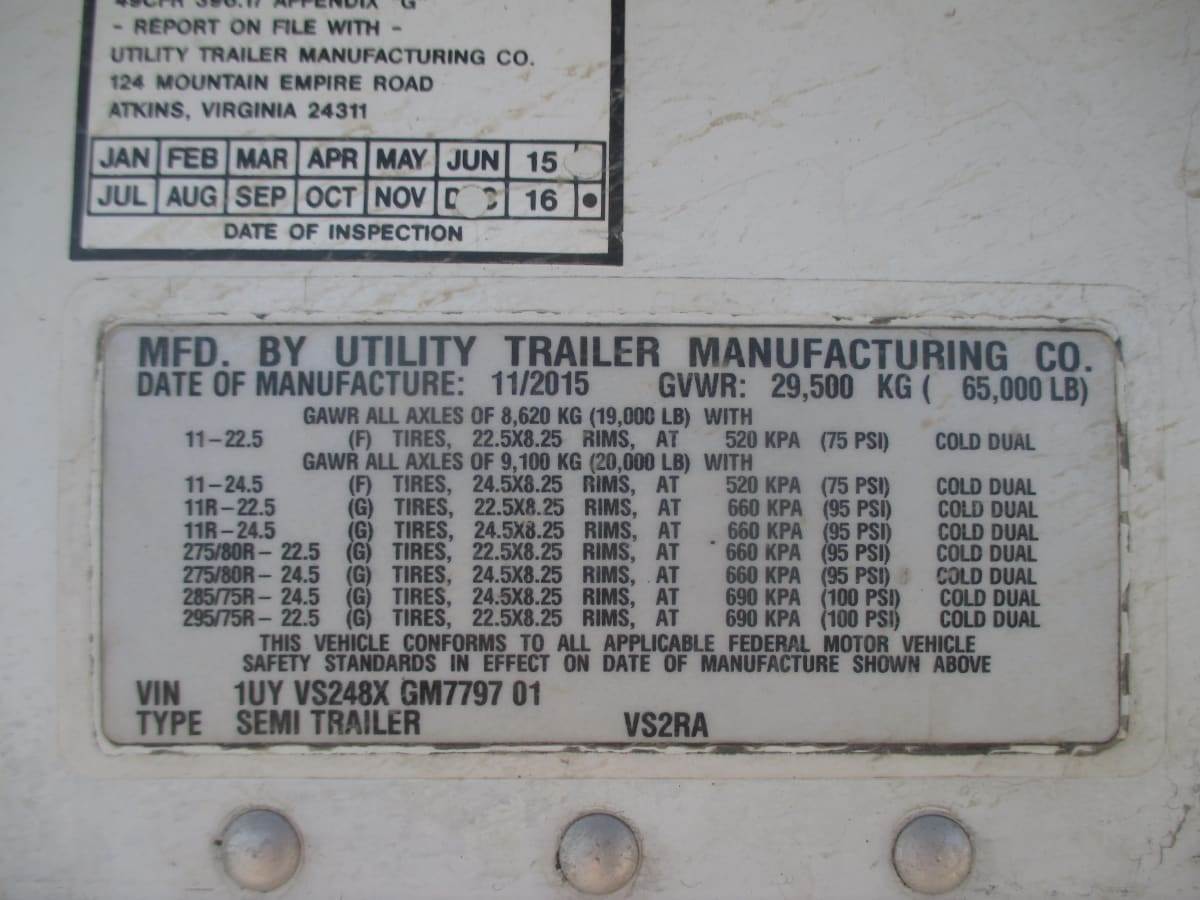 49CFR 396.17 APPENDIX "G"
- REPORT ON FILE WITH -
UTILITY TRAILER MANUFACTURING CO.
124 MOUNTAIN EMPIRE ROAD
ATKINS, VIRGINIA 24311
JAN FEB MAR APR MAY JUN 15
JUL AUG SEP OCT NOV 16
DATE OF INSPECTION
MFD. BY UTILITY TRAILER MANUFACTURING CO.
DATE OF MANUFACTURE: 11/2015 GVWR: 29,500 KG ( 65,000 LB)
GAWR ALL AXLES OF 8,620 KG (19,000 LB) WITH
11-22.5 (F) TIRES, 22.5X8.25 RIMS, AT 520 KPA (75 PSI) COLD DUAL
GAWR ALL AXLES OF 9,100 KG (20,000 LB) WITH
11-24.5 (F) TIRES, 24.5X8.25 RIMS, AT 520 KPA (75 PSI) COLD DUAL
11R-22.5 (G) TIRES, 22.5X8.25 RIMS, AT 660 KPA (95 PSI) COLD DUAL
11R-24.5 (G) TIRES, 24.5X8.25 RIMS, AT 660 KPA (95 PSI) COLD DUAL
275/80R- 22.5 (G) TIRES, 22.5X8.25 RIMS, AT 660 KPA (95 PSI) COLD DUAL
275/80R- 24.5 (G) TIRES, 24.5X8.25 RIMS, AT 660 KPA (95 PSI) COLD DUAL
285/75R- 24.5 (G) TIRES, 24.5X8.25 RIMS, AT 690 KPA (100 PSI) COLD DUAL
295/75R- 22.5 (G) TIRES, 22.5X8.25 RIMS, AT 690 KPA (100 PSI) COLD DUAL
THIS VEHICLE CONFORMS TO ALL APPLICABLE FEDERAL MOTOR VEHICLE
SAFETY STANDARDS IN EFFECT ON DATE OF MANUFACTURE SHOWN ABOVE
VIN 1UY VS248X GM7797 01
TYPE SEMI TRAILER VS2RA